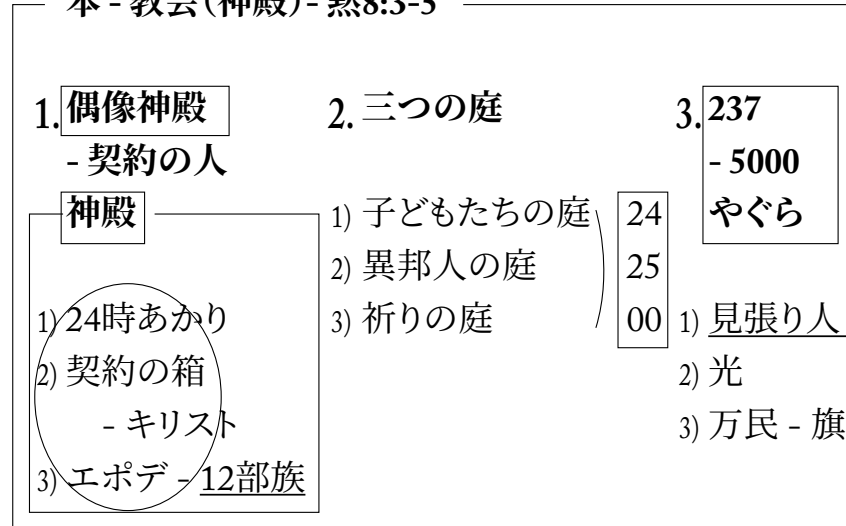 本 - 教会(神殿) - 黙8:3-5
1. 偶像神殿
- 契約の人
神殿
1) 24時あかり
2) 契約の箱
- キリスト
3) エポデ - 12部族
2. 三つの庭
1) 子どもたちの庭
2) 異邦人の庭
3) 祈りの庭
24
25
00
3. 237
- 5000
やぐら
1) 見張り人
2) 光
3) 万民 - 旗